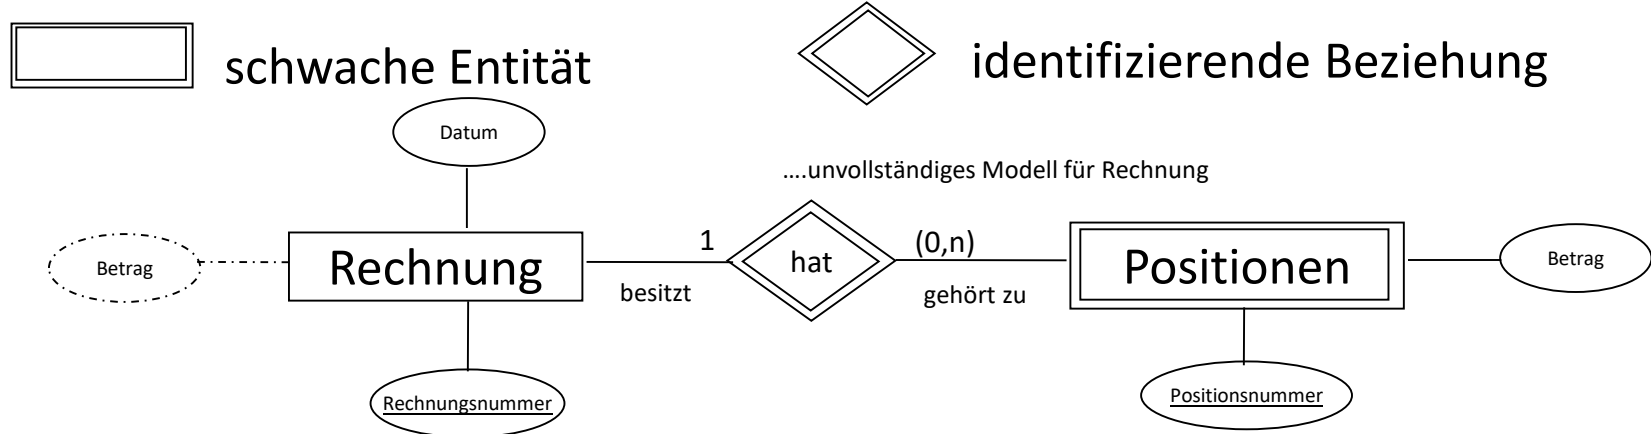 schwache Entität
identifizierende Beziehung
Datum
....unvollständiges Modell für Rechnung
Betrag
Rechnung
1
besitzt
hat
(0,n)
gehört zu
Positionen
Betrag
Rechnungsnummer
Positionsnummer